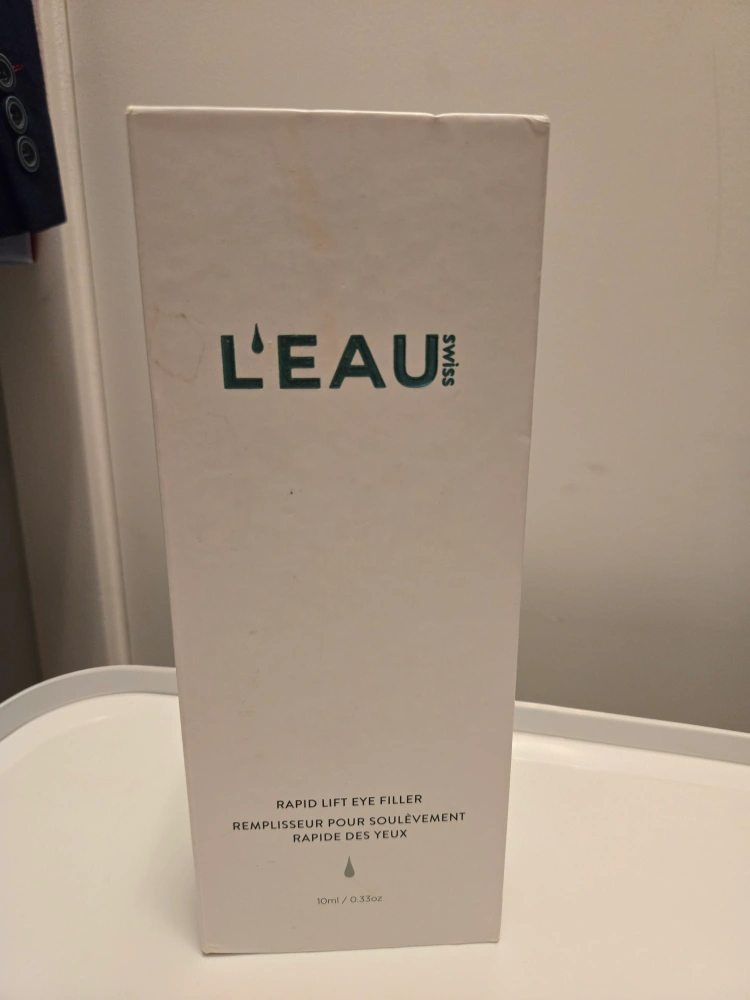 L'EAU swiss
RAPID LIFT EYE FILLER
REMPLISSEUR POUR SOULÈVEMENT
RAPIDE DES YEUX
10ml / 0.33oz